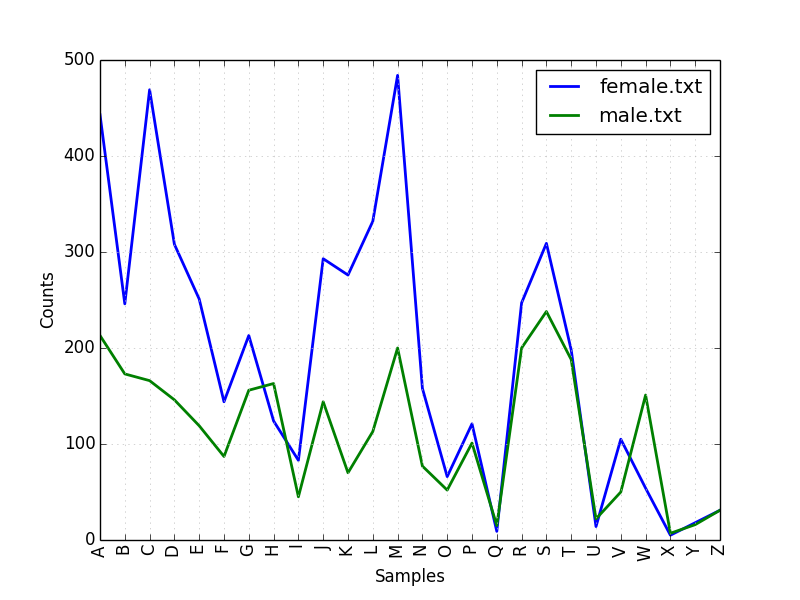 500
400
300
200
100
0
Counts
female.txt
male.txt
A B C D E F G H I J K L M N O P Q R S T U V W X Y Z
Samples